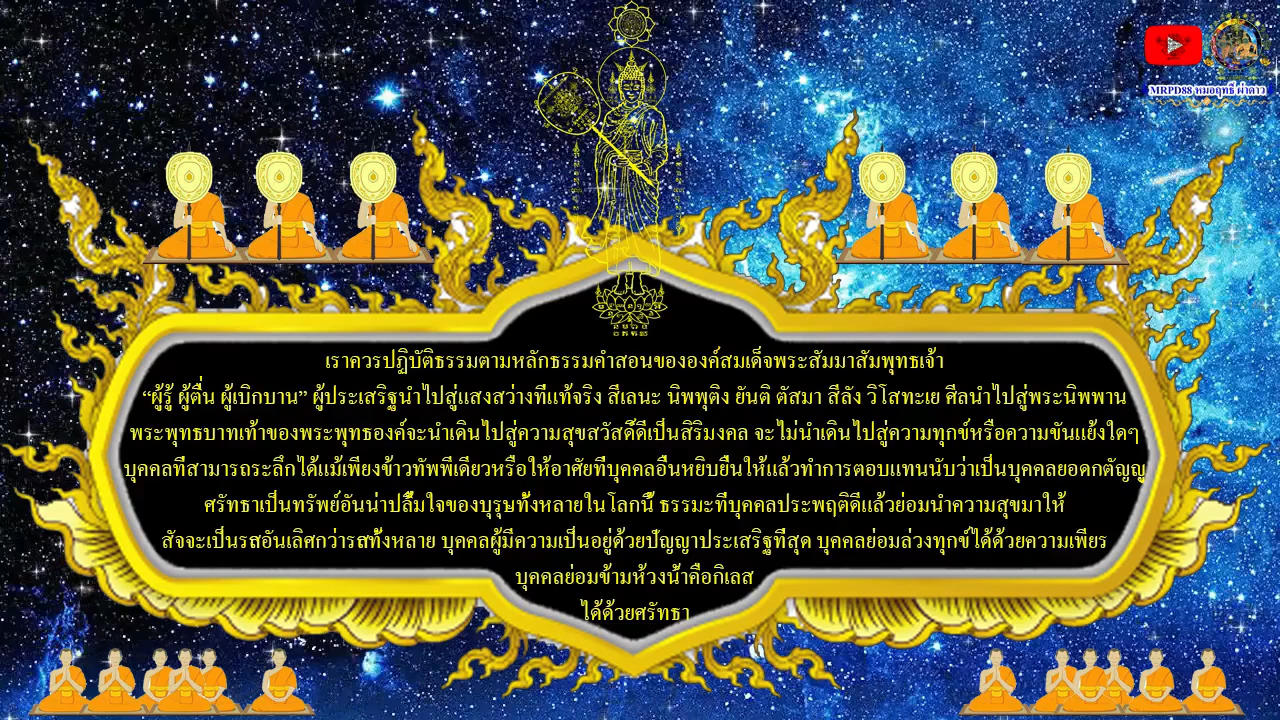 MRPD88 หมอฤทธิ์ ผ่าดาว
เราควรปฏิบัติธรรมตามหลักธรรมคำสอนขององค์สมเด็จพระสัมมาสัมพุทธเจ้า
“ผู้รู้ ผู้ตื่น ผู้เบิกบาน” ผู้ประเสริฐนำไปสู่แสงสว่างที่แท้จริง สีเลนะ นิพพุติง ยันติ ตัสมา สีลัง วิโสทะเย ศีลนำไปสู่พระนิพพาน
พระพุทธบาทเท้าของพระพุทธองค์จะนำเดินไปสู่ความสุขสวัสดีดีเป็นสิริมงคล จะไม่นำเดินไปสู่ความทุกข์หรือความขันแย้งใดๆ
บุคคลที่สามารถระลึกได้แม้เพียงข้าวทัพพีเดียวหรือให้อาศัยที่บุคคลอื่นหยิบยื่นให้แล้วทำการตอบแทนนับว่าเป็นบุคคลยอดกตัญญู
ศรัทธาเป็นทรัพย์อันน่าปลื้มใจของบุรุษทั้งหลายในโลกนี้ ธรรมะที่บุคคลประพฤติดีแล้วย่อมนำความสุขมาให้
สัจจะเป็นรสอันเลิศกว่ารสทั้งหลาย บุคคลผู้มีความเป็นอยู่ด้วยปัญญาประเสริฐที่สุด บุคคลย่อมล่วงทุกข์ได้ด้วยความเพียร
บุคคลย่อมข้ามห้วงน้ำคือกิเลส
ได้ด้วยศรัทธา